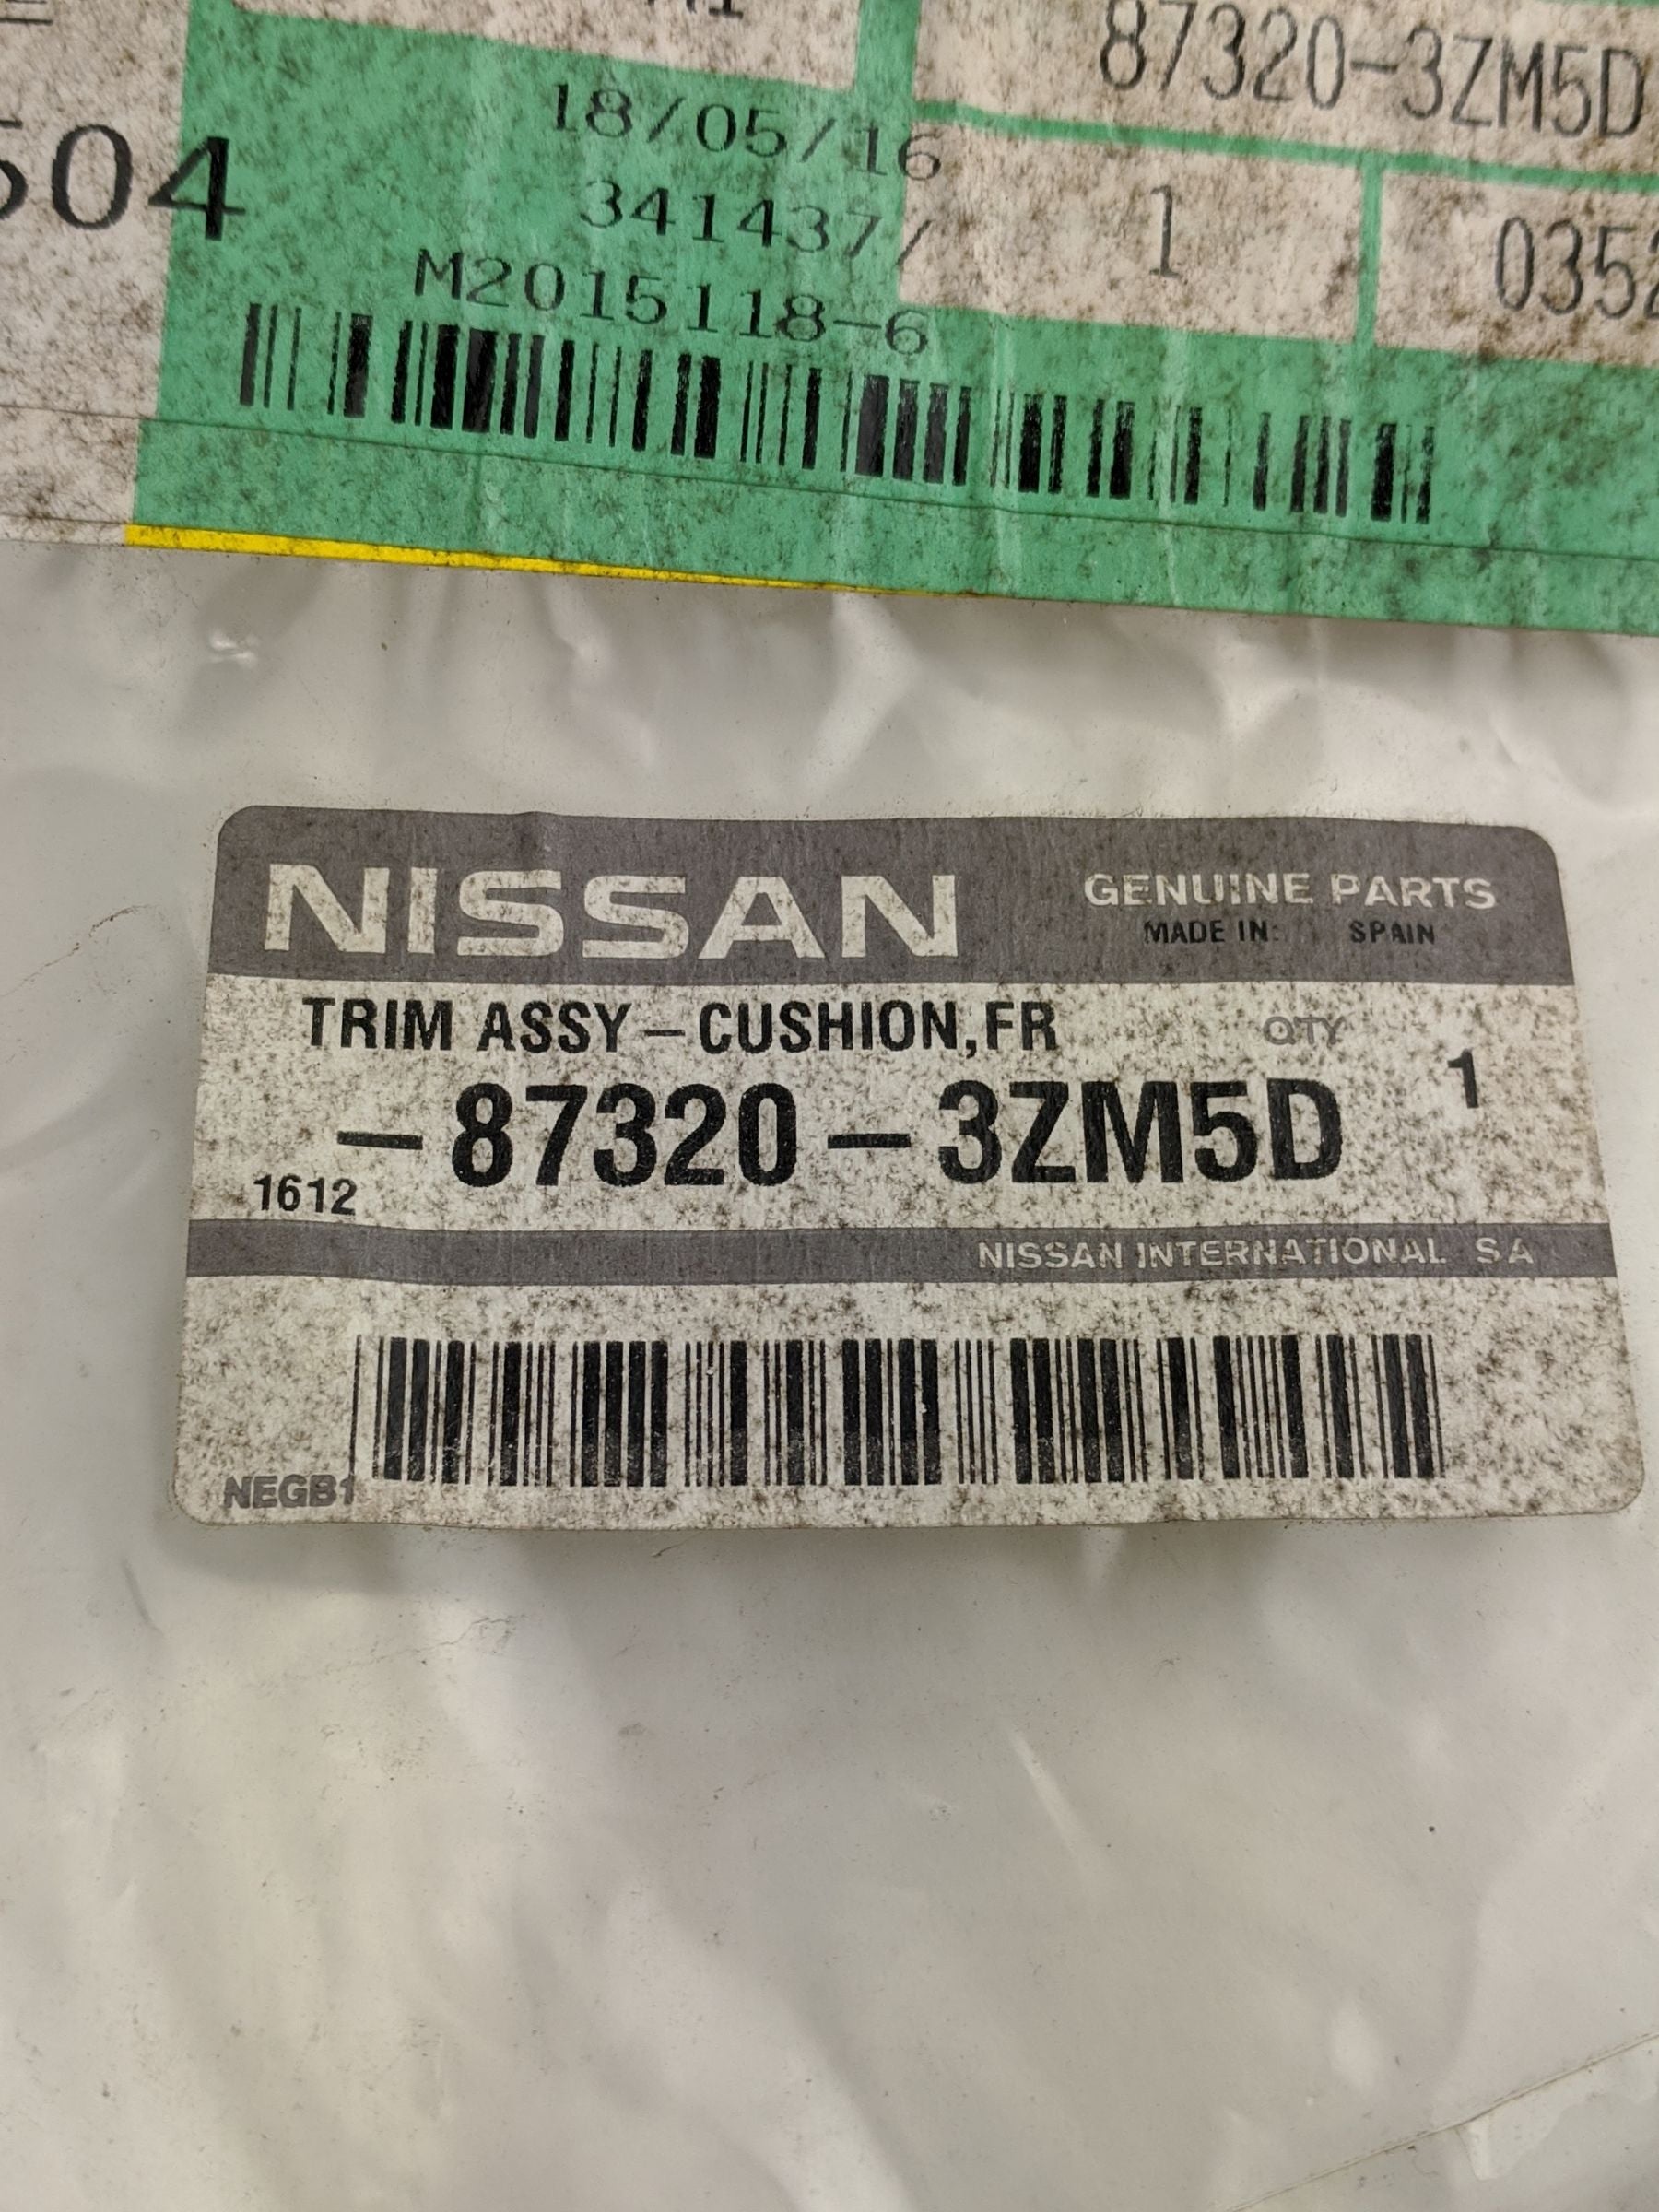 87320-3ZM5D
18/05/16
341437/
1
M2015118-6
NISSAN
GENUINE PARTS
MADE IN: SPAIN
TRIM ASSY-CUSHION,FR
QTY 1
-87320-3ZM5D
1612
NISSAN INTERNATIONAL SA
NEGB1